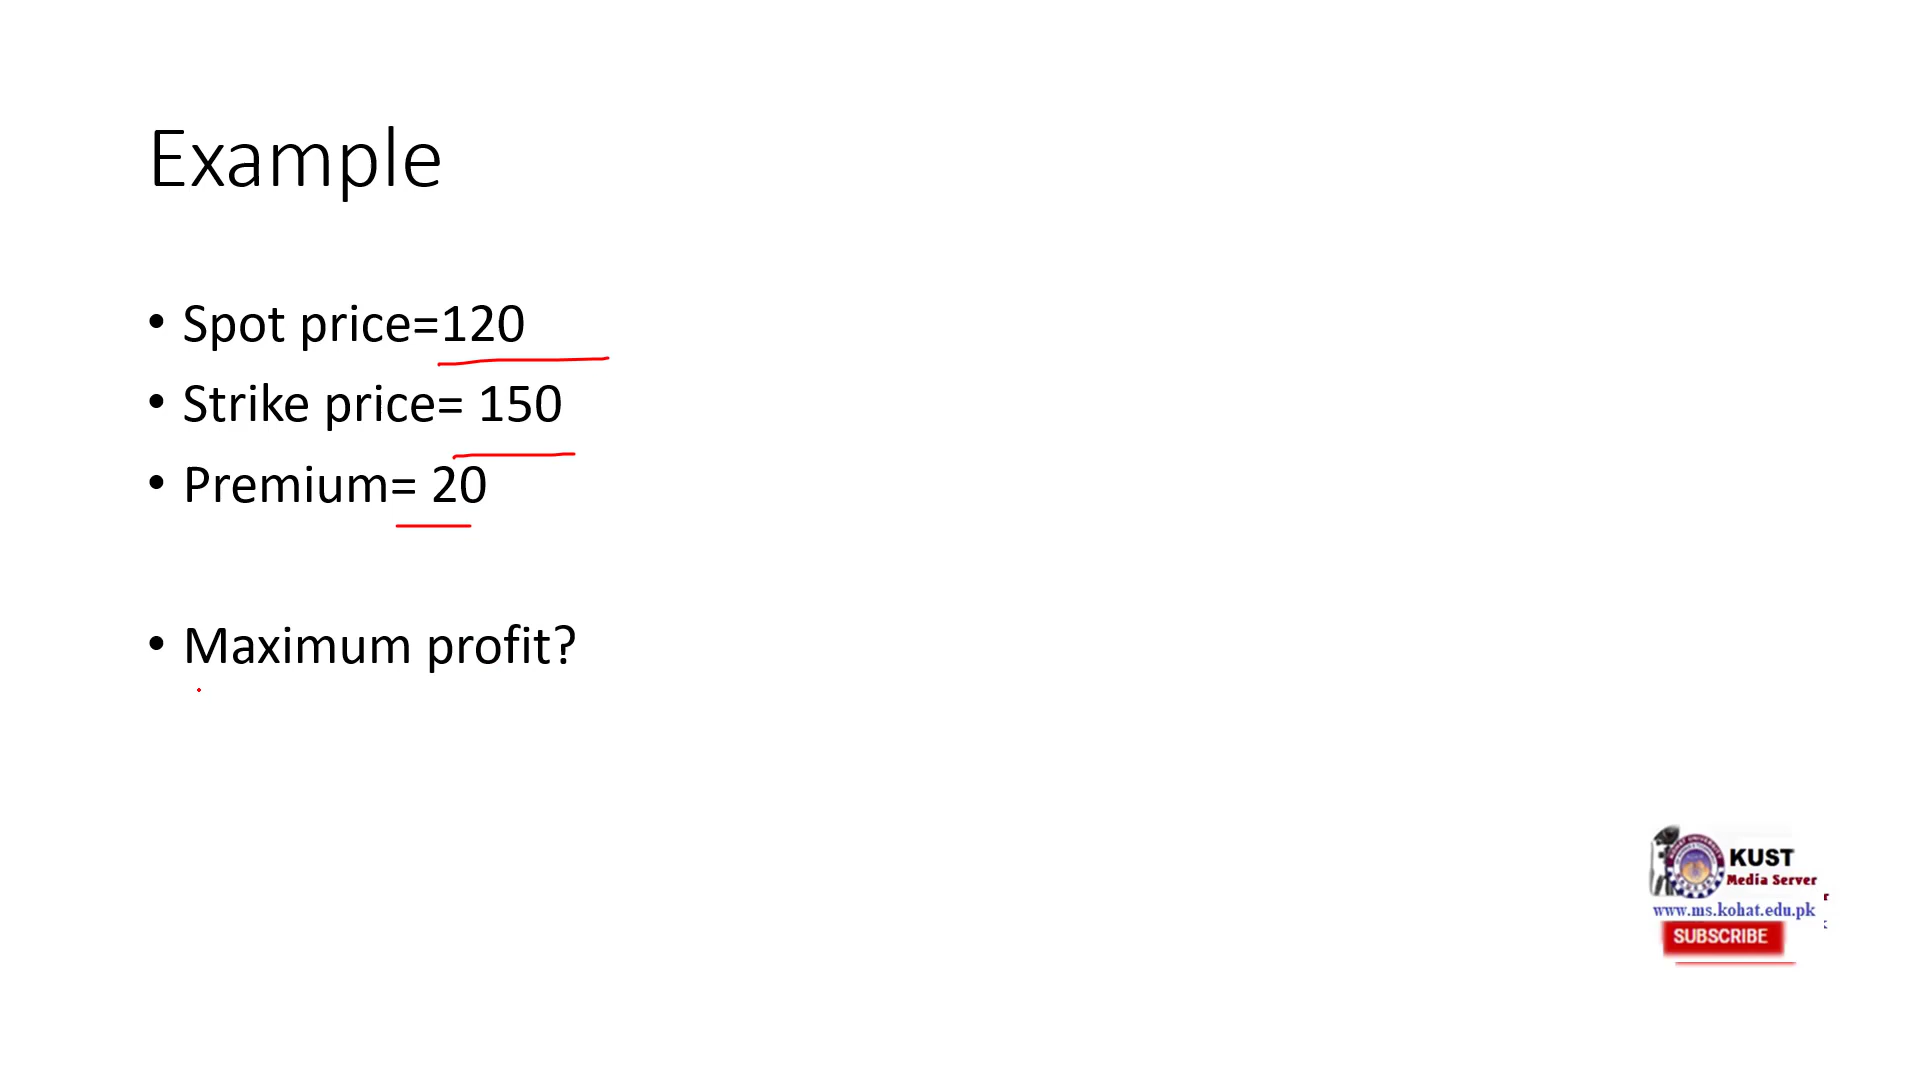 Example
• Spot price=120
• Strike price= 150
• Premium= 20
• Maximum profit?
KUST
Media Server
www.ms.kohat.edu.pk
SUBSCRIBE